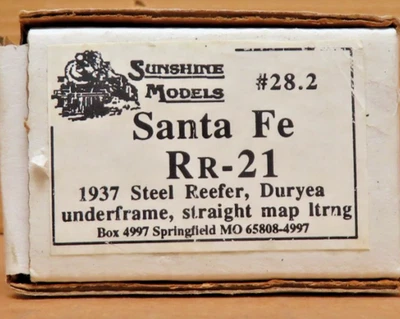 SUNSHINE
MODELS
#28.2
Santa Fe
RR-21
1937 Steel Reefer, Duryea
underframe, straight map ltrng
Box 4997 Springfield MO 65808-4997